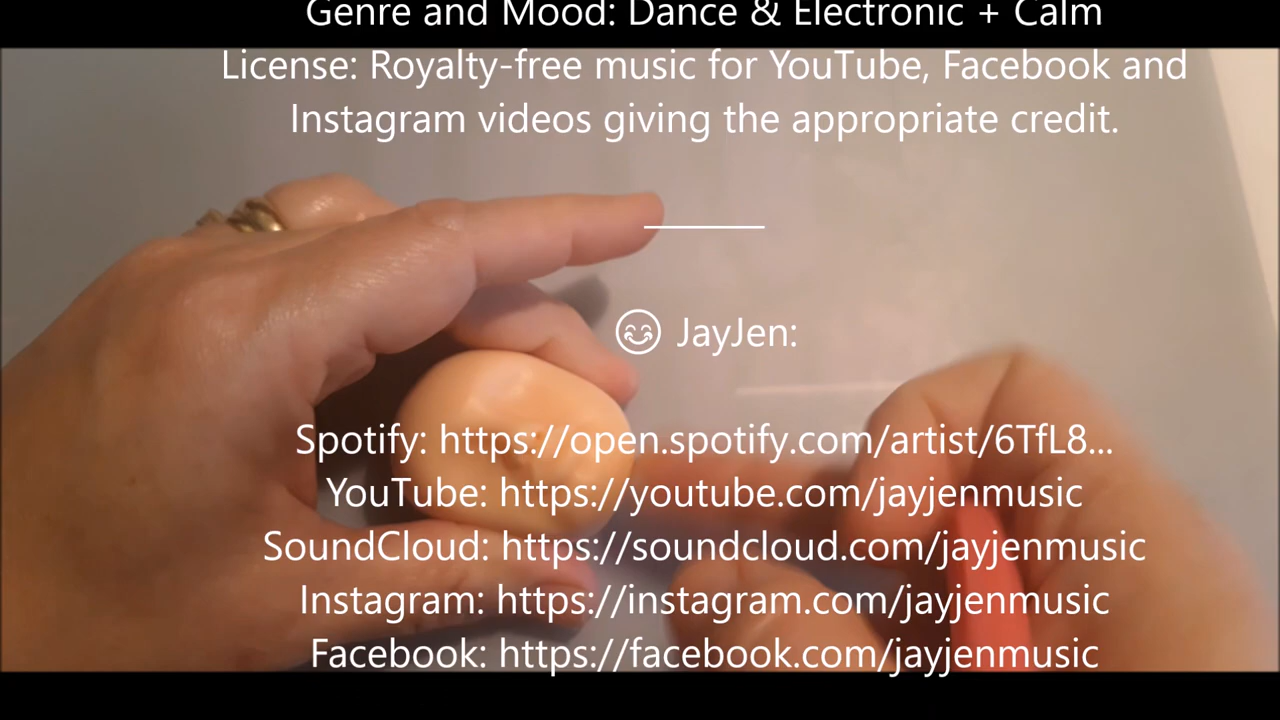 Genre and Mood: Dance & Electronic + Calm
License: Royalty-free music for YouTube, Facebook and
Instagram videos giving the appropriate credit.
😊 JayJen:
Spotify: https://open.spotify.com/artist/6TfL8...
YouTube: https://youtube.com/jayjenmusic
SoundCloud: https://soundcloud.com/jayjenmusic
Instagram: https://instagram.com/jayjenmusic
Facebook: https://facebook.com/jayjenmusic